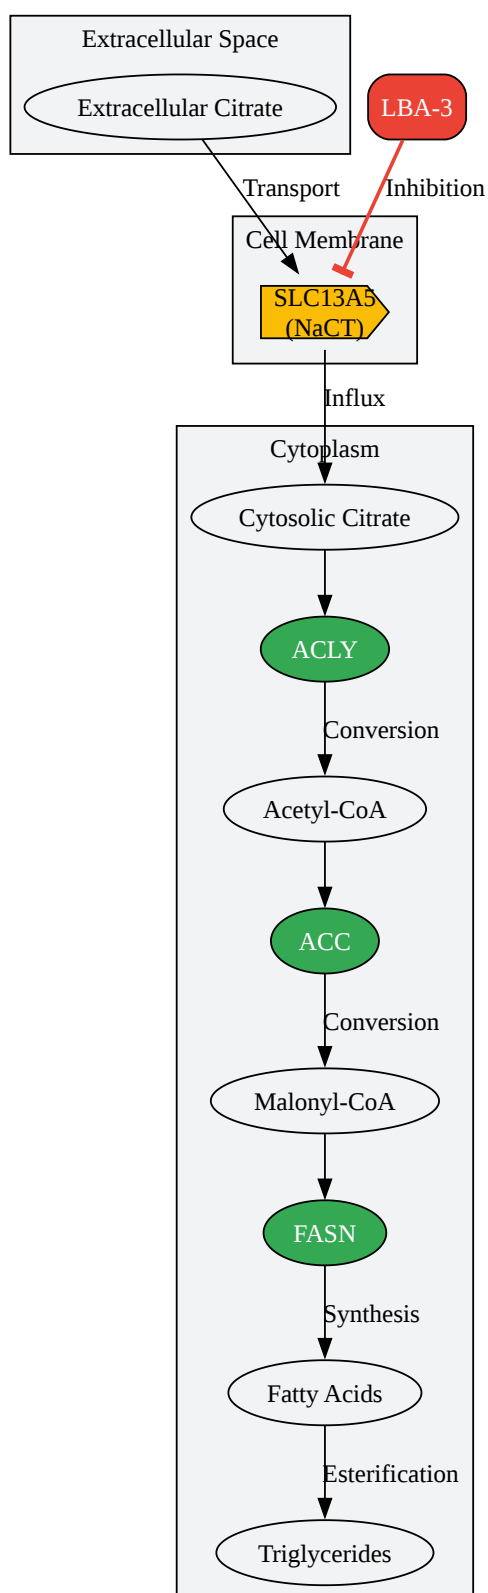 Extracellular Space
Extracellular Citrate
LBA-3
Transport
Inhibition
Cell Membrane
SLC13A5
(NaCT)
Influx
Cytoplasm
Cytosolic Citrate
ACLY
Conversion
Acetyl-CoA
ACC
Conversion
Malonyl-CoA
FASN
Synthesis
Fatty Acids
Esterification
Triglycerides